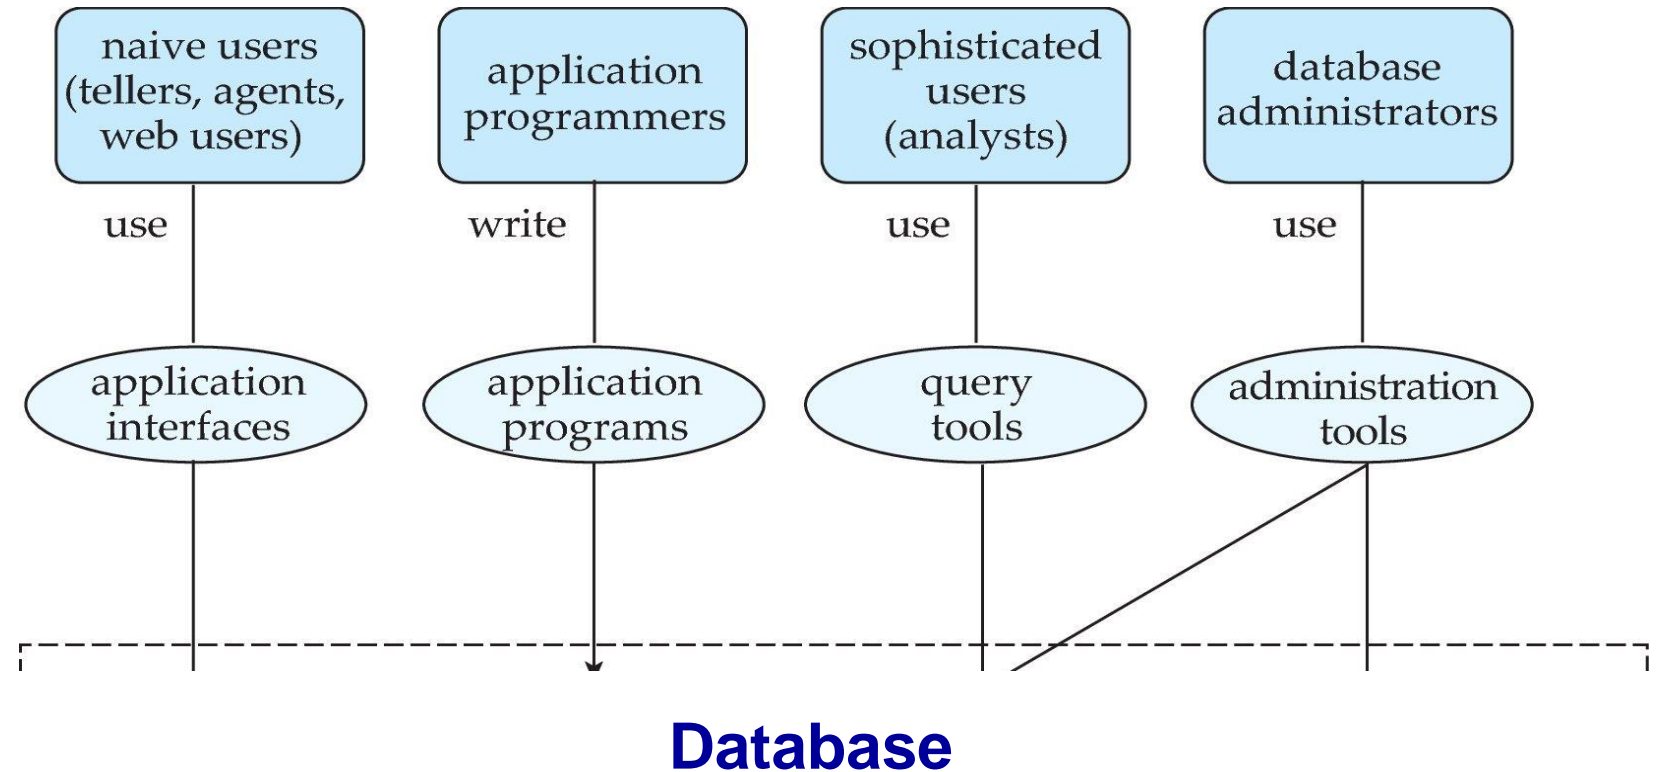 naive users
(tellers, agents,
web users)
application
programmers
sophisticated
users
(analysts)
database
administrators
use
write
use
use
application
interfaces
application
programs
query
tools
administration
tools
Database